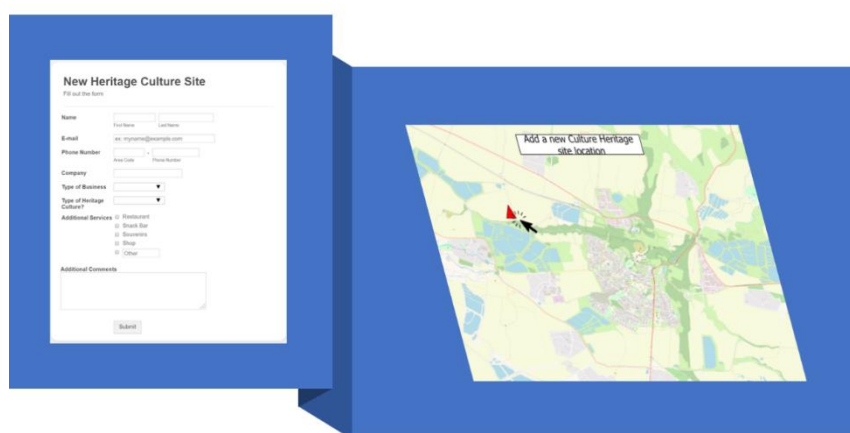 New Heritage Culture Site
Fill out the form
Name
First Name Last Name
E-mail ex: myname@example.com
Phone Number -
Area Code Phone Number
Company
Type of Business
Type of Heritage
Culture?
Additional Services Restaurant
Snack Bar
Souvenirs
Shop
Other
Additional Comments
Submit
Add a new Culture Heritage
site location